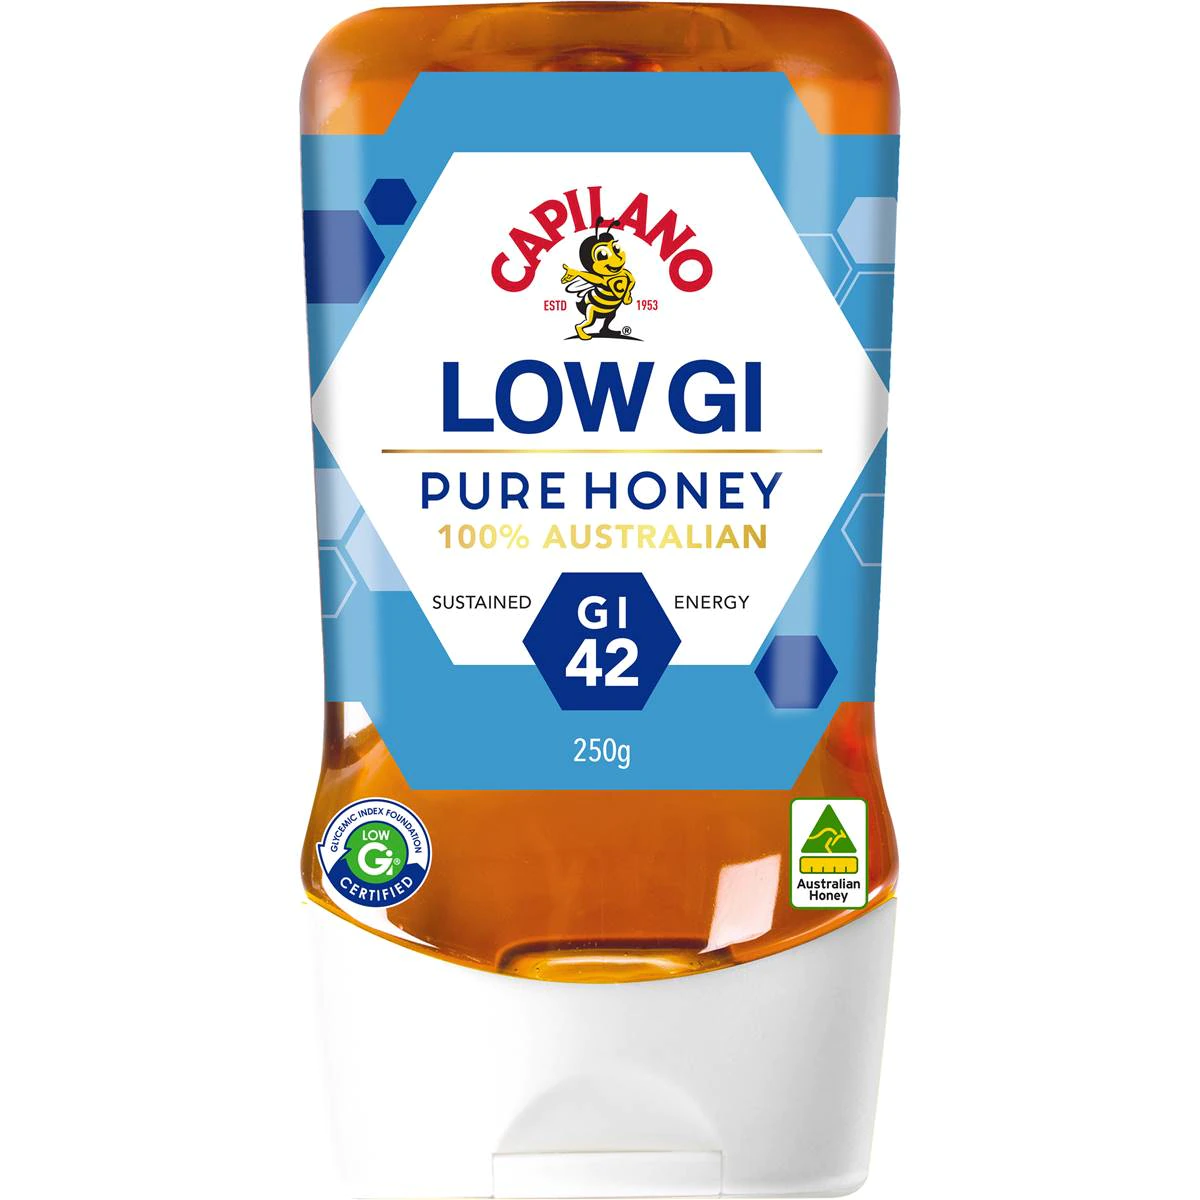 CAPILANO
ESTD 1953
C
®
LOW GI
PURE HONEY
100% AUSTRALIAN
SUSTAINED ENERGY
GI
42
250g
GLYCEMIC INDEX FOUNDATION
LOW
Gi®
CERTIFIED
Australian
Honey